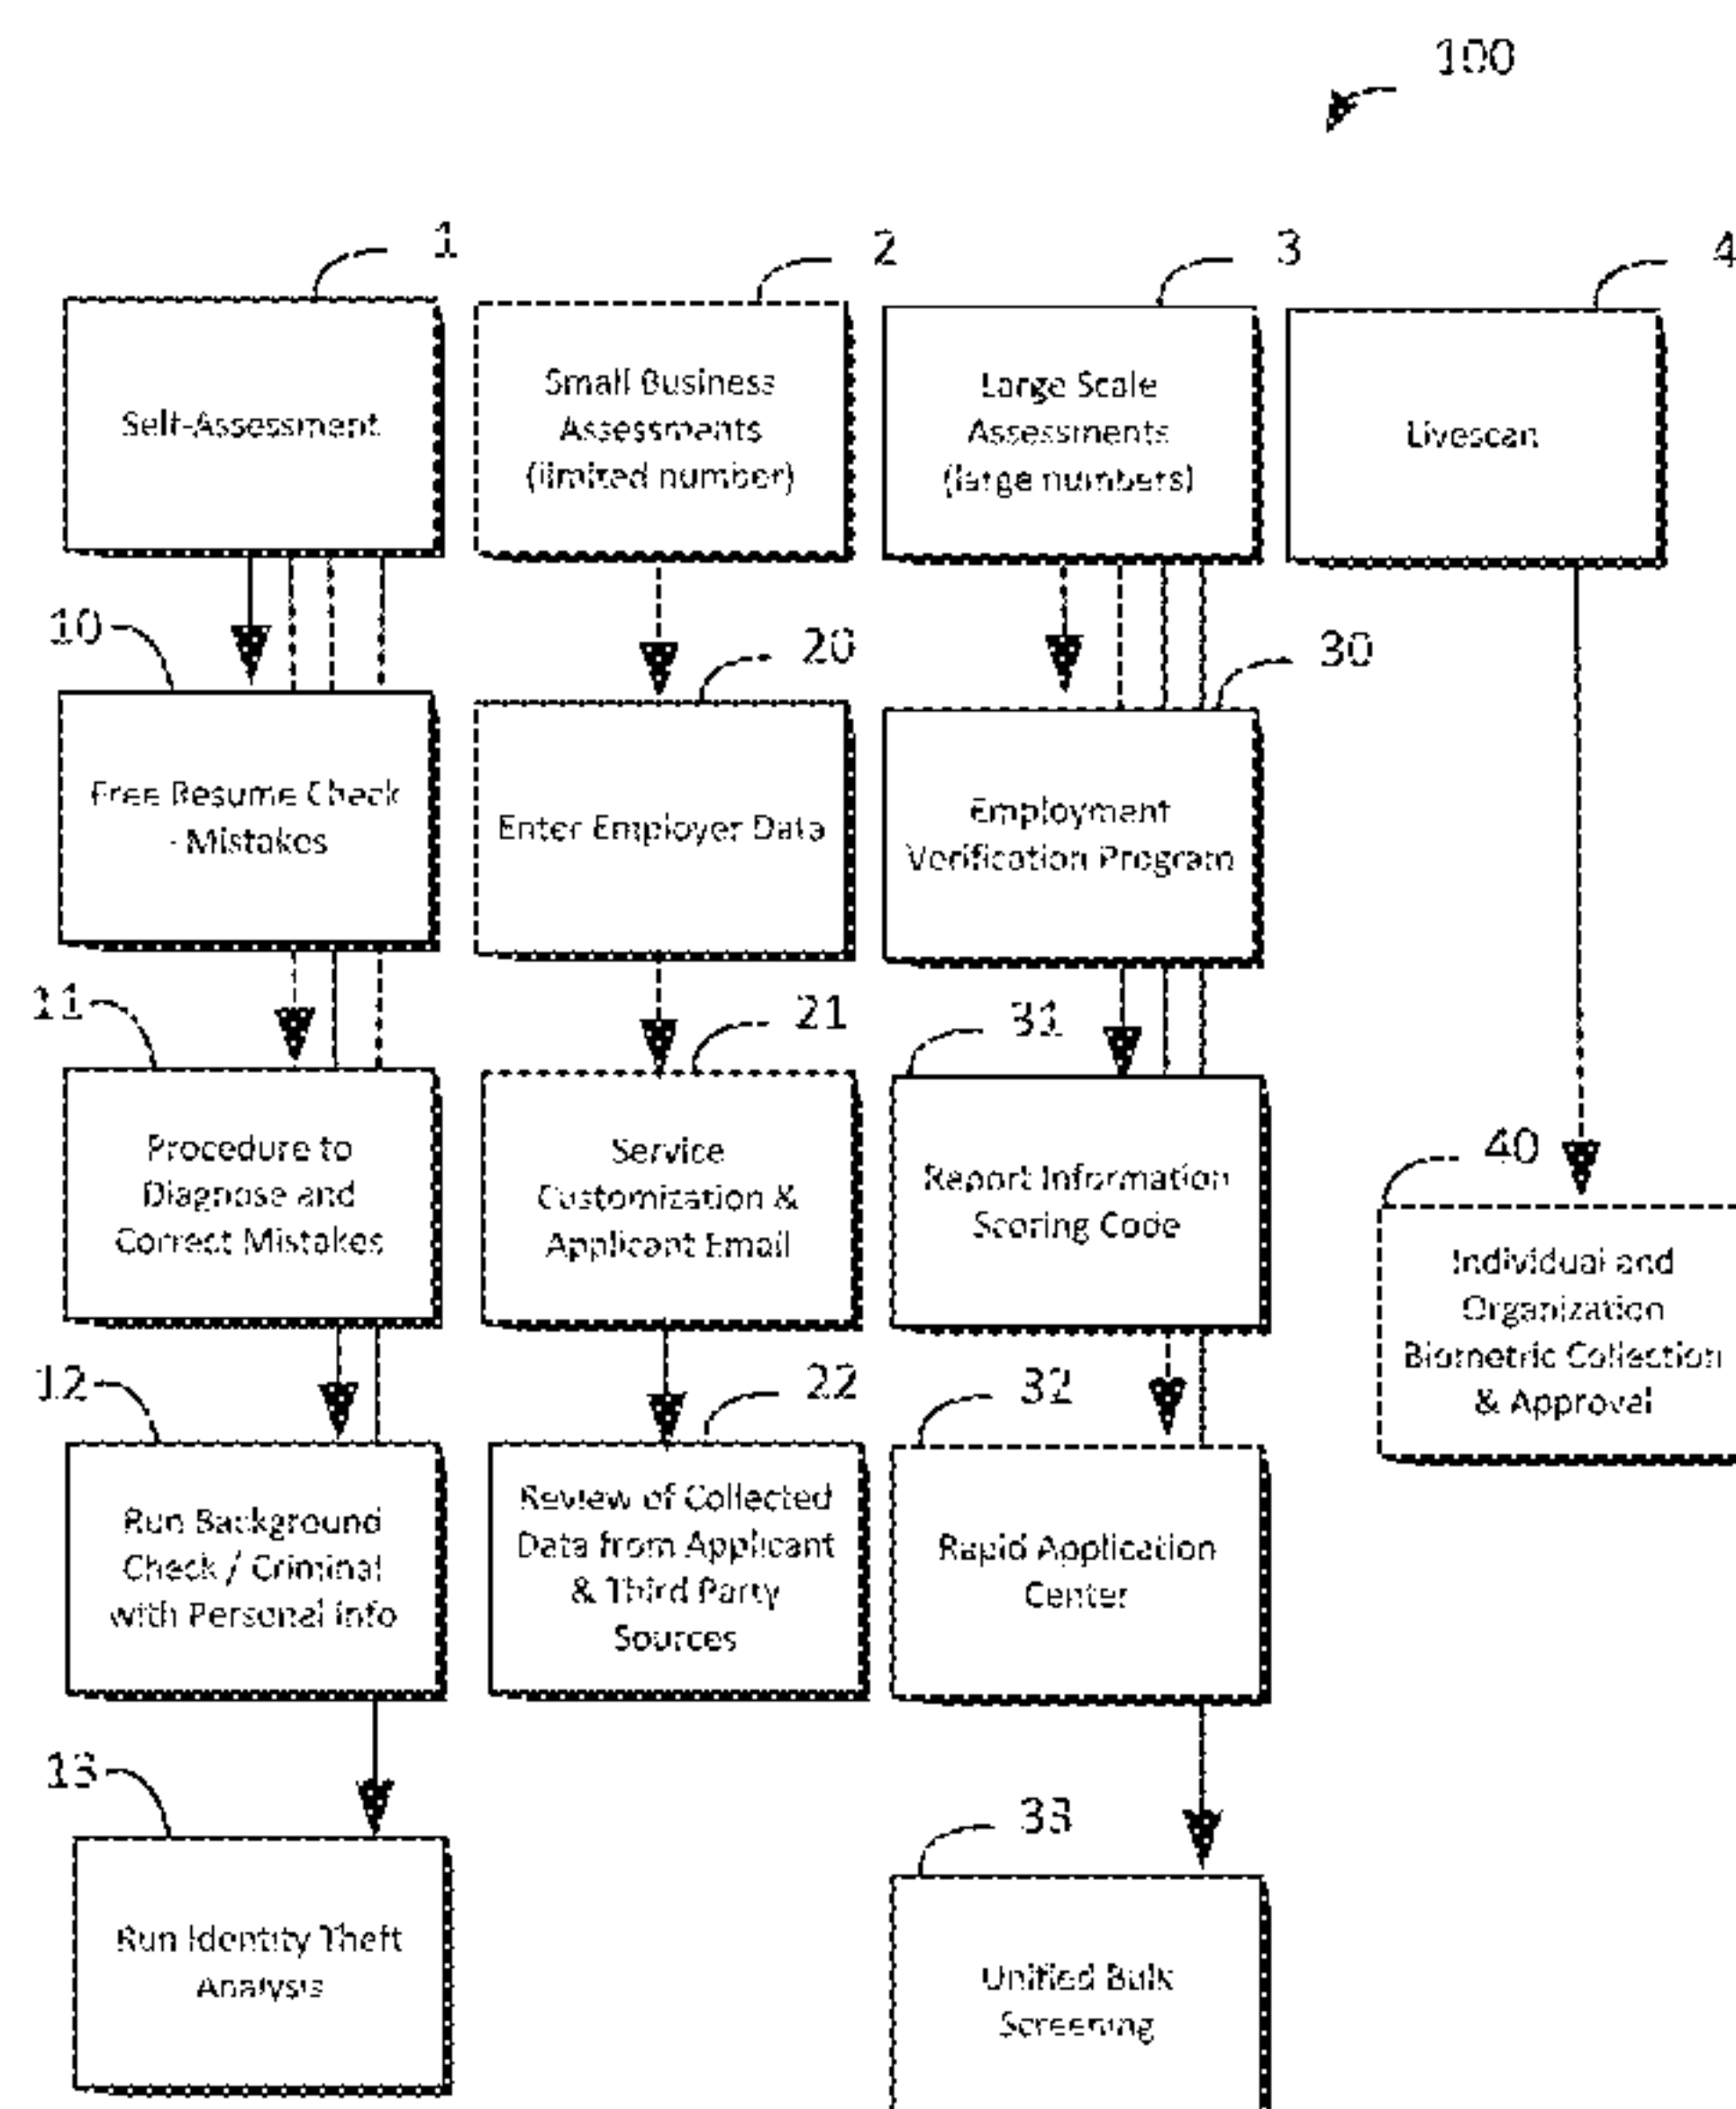 100
1
2
3
4
Self-Assessment
Small Business
Assessments
(limited number)
Large Scale
Assessments
(large numbers)
Livescan
10
20
30
Free Resume Check
- Mistakes
Enter Employer Data
Employment
Verification Program
11
21
31
40
Procedure to
Diagnose and
Correct Mistakes
Service
Customization &
Applicant Email
Report Information
Scoring Code
Individual and
Organization
Biometric Collection
& Approval
12
22
32
Run Background
Check / Criminal
with Personal Info
Review of Collected
Data from Applicant
& Third Party
Sources
Rapid Application
Center
13
33
Run Identity Theft
Analysis
Unified Bulk
Screening